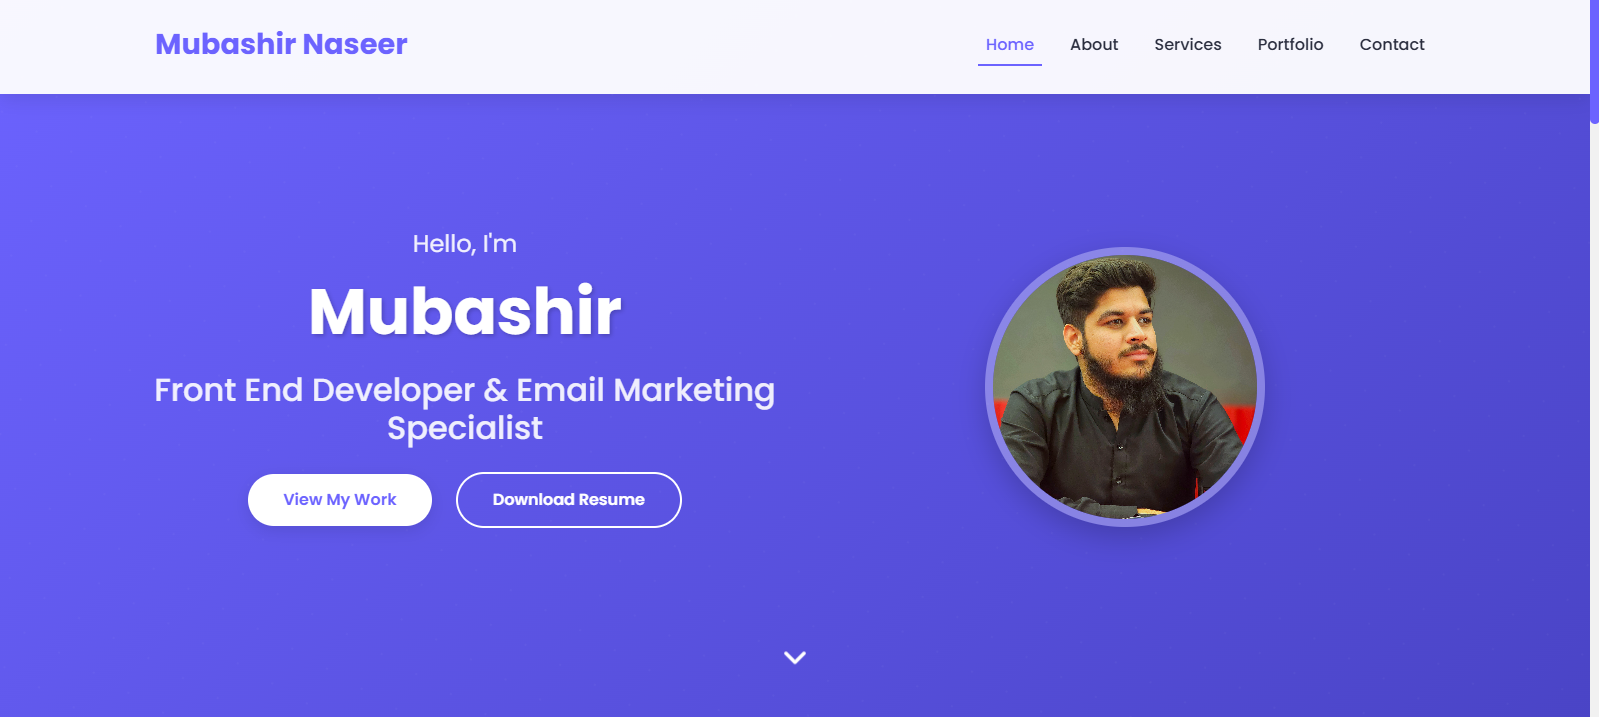 Mubashir Naseer
Home About Services Portfolio Contact
Hello, I'm
Mubashir
Front End Developer & Email Marketing
Specialist
View My Work
Download Resume